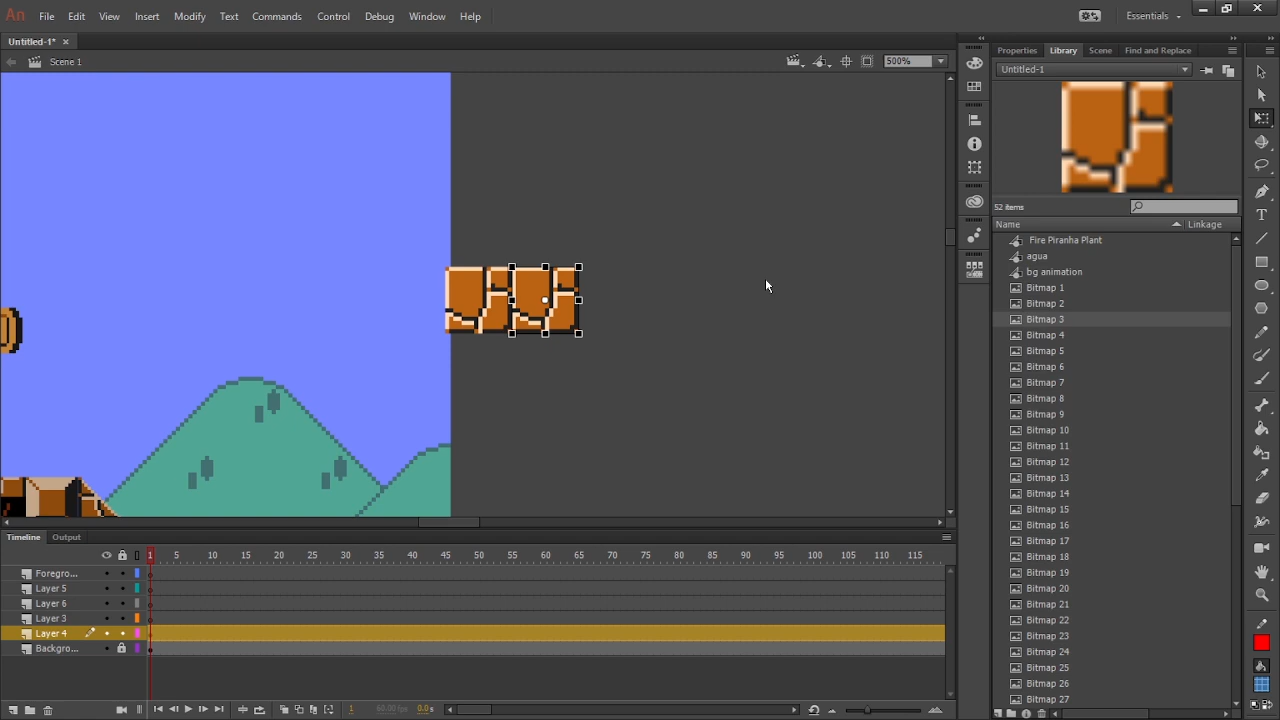 An File Edit View Insert Modify Text Commands Control Debug Window Help Essentials
Untitled-1* ×
Scene 1 500%
Properties Library Scene Find and Replace
Untitled-1
52 items
Name Linkage
Fire Piranha Plant
agua
bg animation
Bitmap 1
Bitmap 2
Bitmap 3
Bitmap 4
Bitmap 5
Bitmap 6
Bitmap 7
Bitmap 8
Bitmap 9
Bitmap 10
Bitmap 11
Bitmap 12
Bitmap 13
Bitmap 14
Bitmap 15
Bitmap 16
Bitmap 17
Bitmap 18
Bitmap 19
Bitmap 20
Bitmap 21
Bitmap 22
Bitmap 23
Bitmap 24
Bitmap 25
Bitmap 26
Bitmap 27
Timeline Output
1 5 10 15 20 25 30 35 40 45 50 55 60 65 70 75 80 85 90 95 100 105 110 115
Foregro...
Layer 5
Layer 6
Layer 3
Layer 4
Backgro...
1 60.00 fps 0.0s